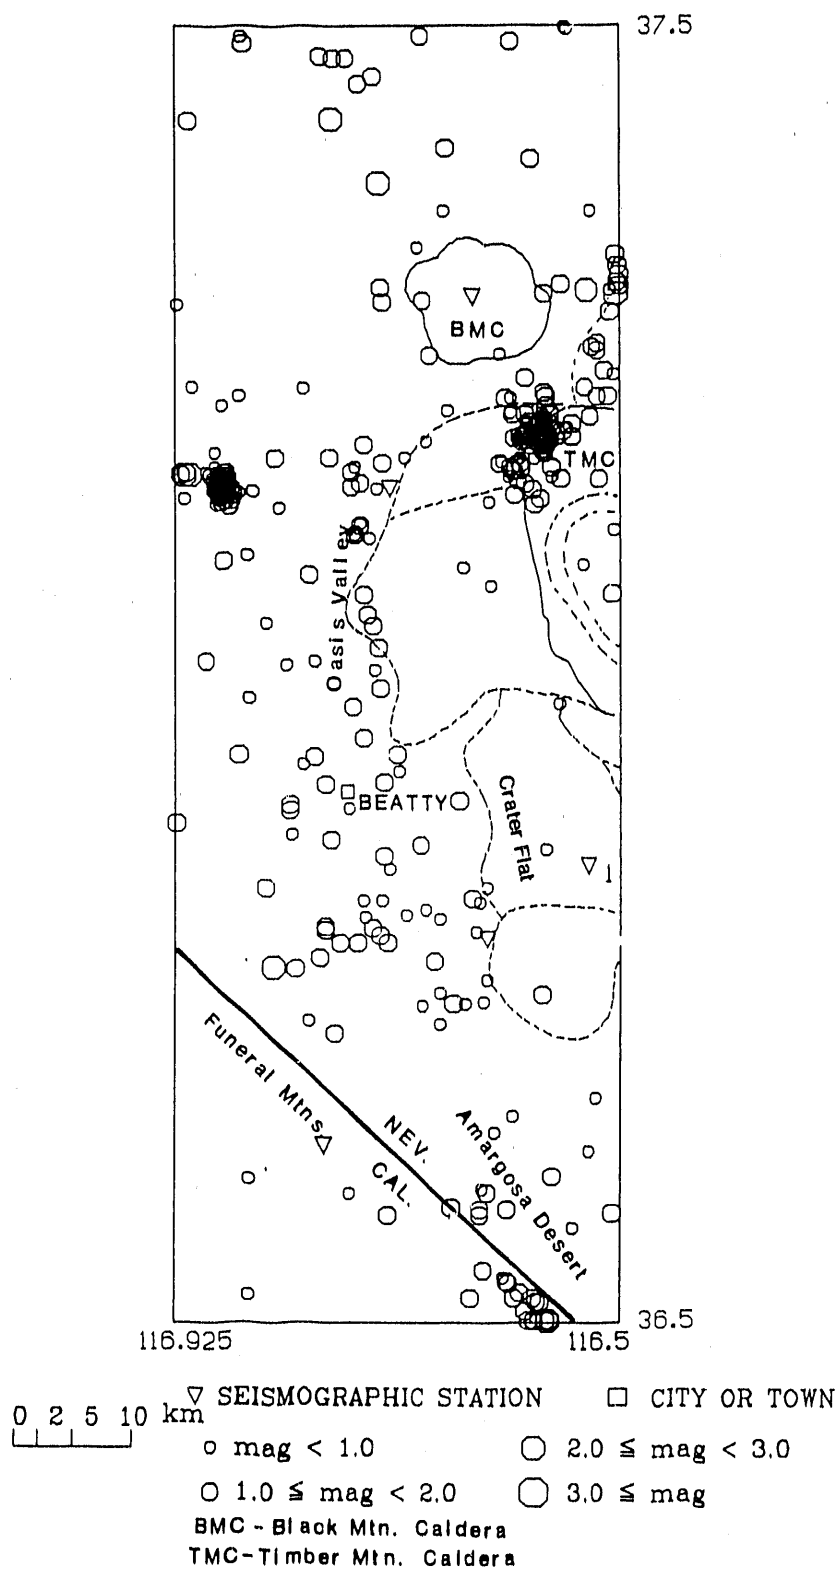 37.5
BMC
TMC
Oasis Valley
BEATTY
Crater Flat
1
Funeral Mtns.
NEV.
CAL.
Amargosa Desert
36.5
116.925
116.5
0 2 5 10 km
▽ SEISMOGRAPHIC STATION □ CITY OR TOWN
mag < 1.0
2.0 ≦ mag < 3.0
1.0 ≦ mag < 2.0
3.0 ≦ mag
BMC - Black Mtn. Caldera
TMC-Timber Mtn. Caldera